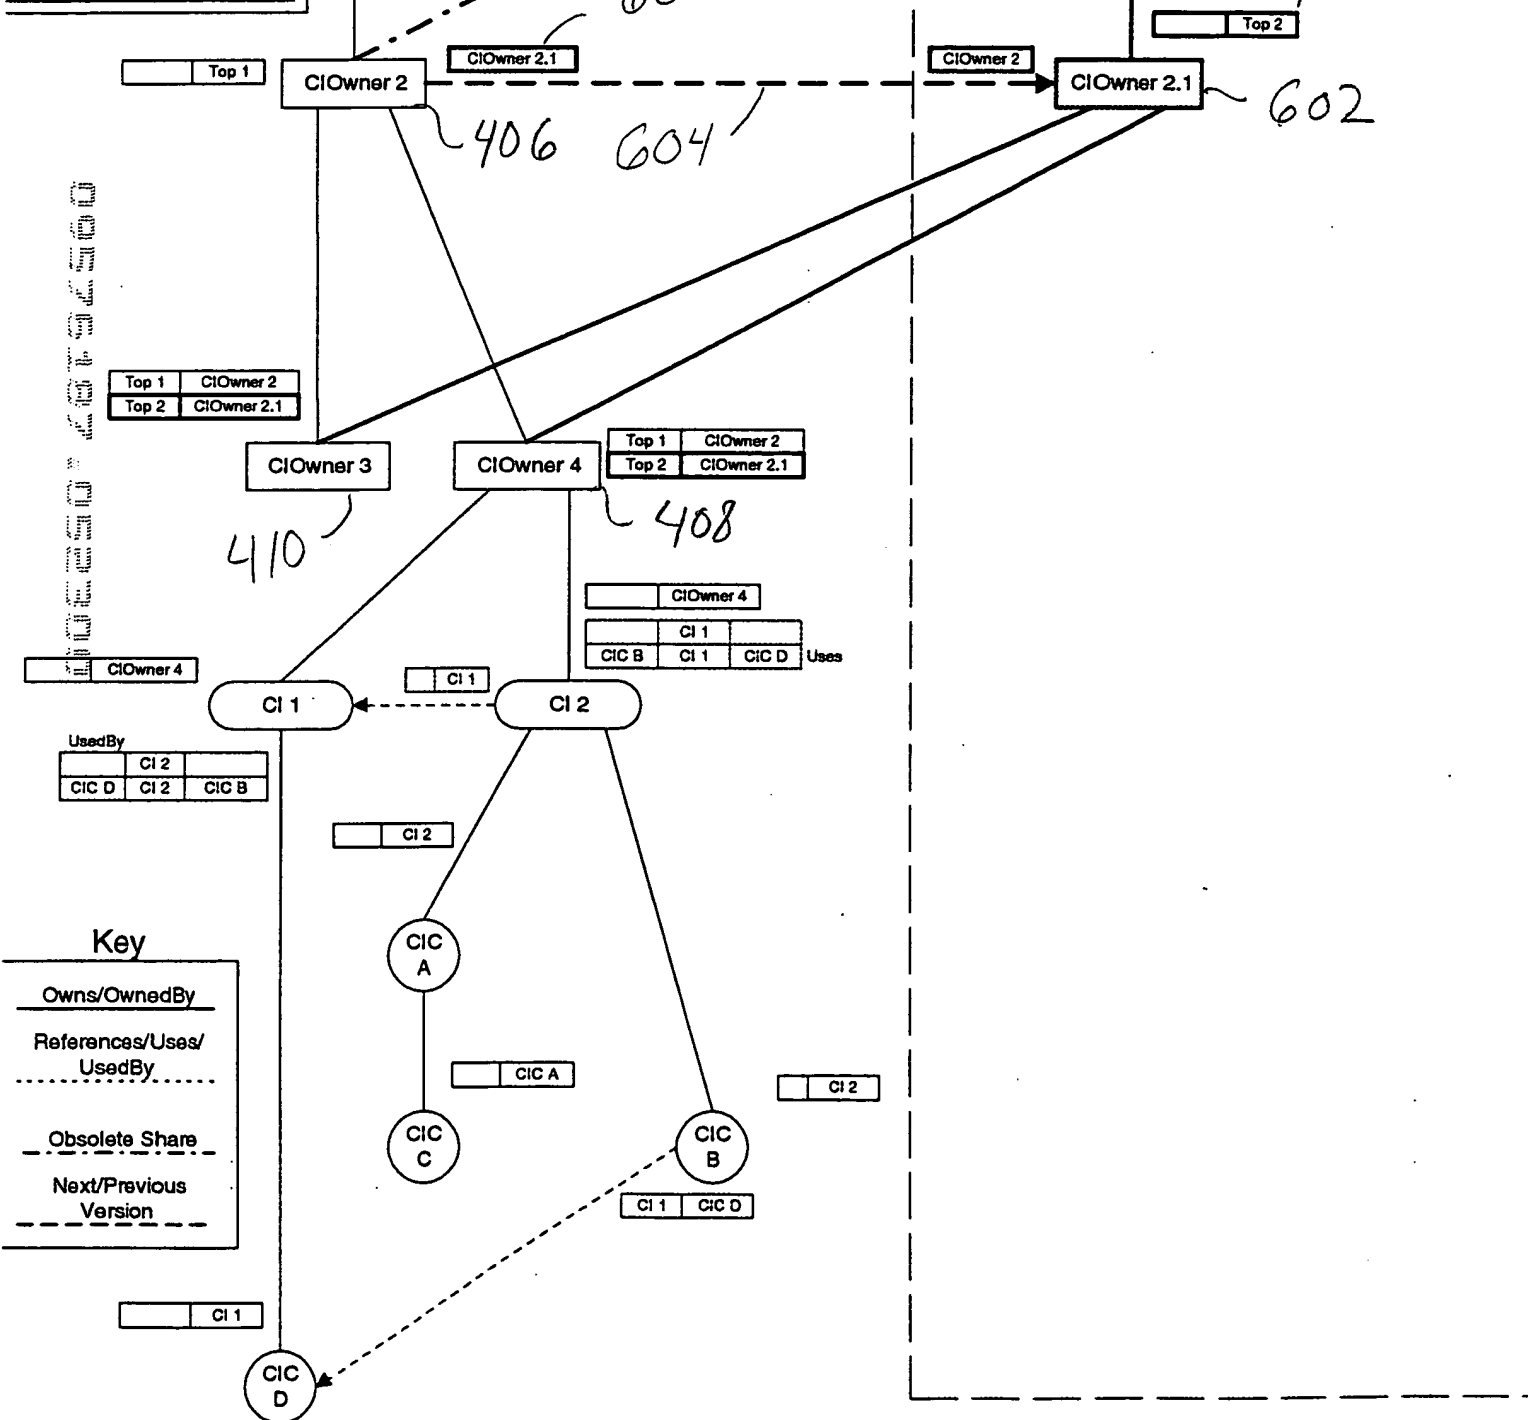 Top 2
CIOwner 2.1
CIOwner 2
Top 1
CIOwner 2
CIOwner 2.1
602
406
604
09576197.052300
Top 1 CIOwner 2
Top 2 CIOwner 2.1
CIOwner 3
CIOwner 4
Top 1 CIOwner 2
Top 2 CIOwner 2.1
410
408
CIOwner 4
CI 1
CIC B CI 1 CIC D Uses
CIOwner 4
CI 1
CI 1
CI 2
UsedBy
CI 2
CIC D CI 2 CIC B
CI 2
Key
CIC
A
Owns/OwnedBy
References/Uses/
UsedBy
CIC A
CI 2
Obsolete Share
CIC
C
CIC
B
Next/Previous
Version
CI 1 CIC D
CI 1
CIC
D